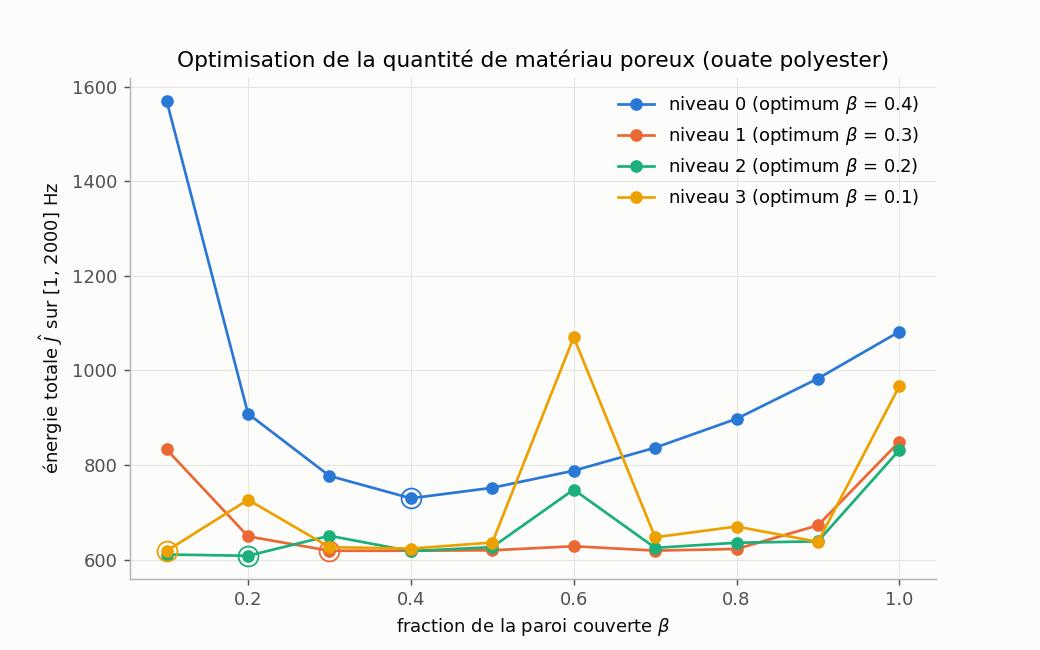 Optimisation de la quantité de matériau poreux (ouate polyester)
énergie totale Ĵ sur [1, 2000] Hz
1600
1400
1200
1000
800
600
niveau 0 (optimum β = 0.4)
niveau 1 (optimum β = 0.3)
niveau 2 (optimum β = 0.2)
niveau 3 (optimum β = 0.1)
0.2 0.4 0.6 0.8 1.0
fraction de la paroi couverte β